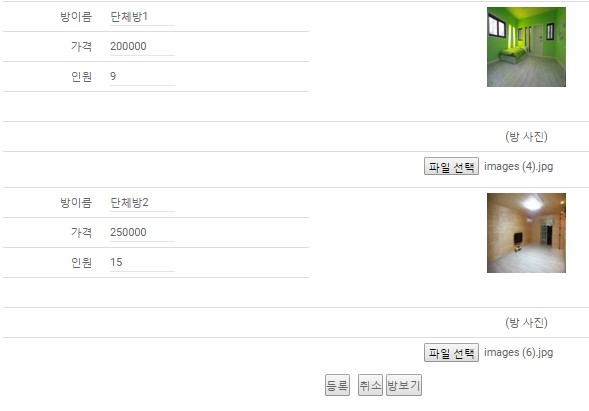 방이름 단체방1
가격 200000
인원 9
(방 사진)
파일 선택 images (4).jpg
방이름 단체방2
가격 250000
인원 15
(방 사진)
파일 선택 images (6).jpg
등록 취소 방보기